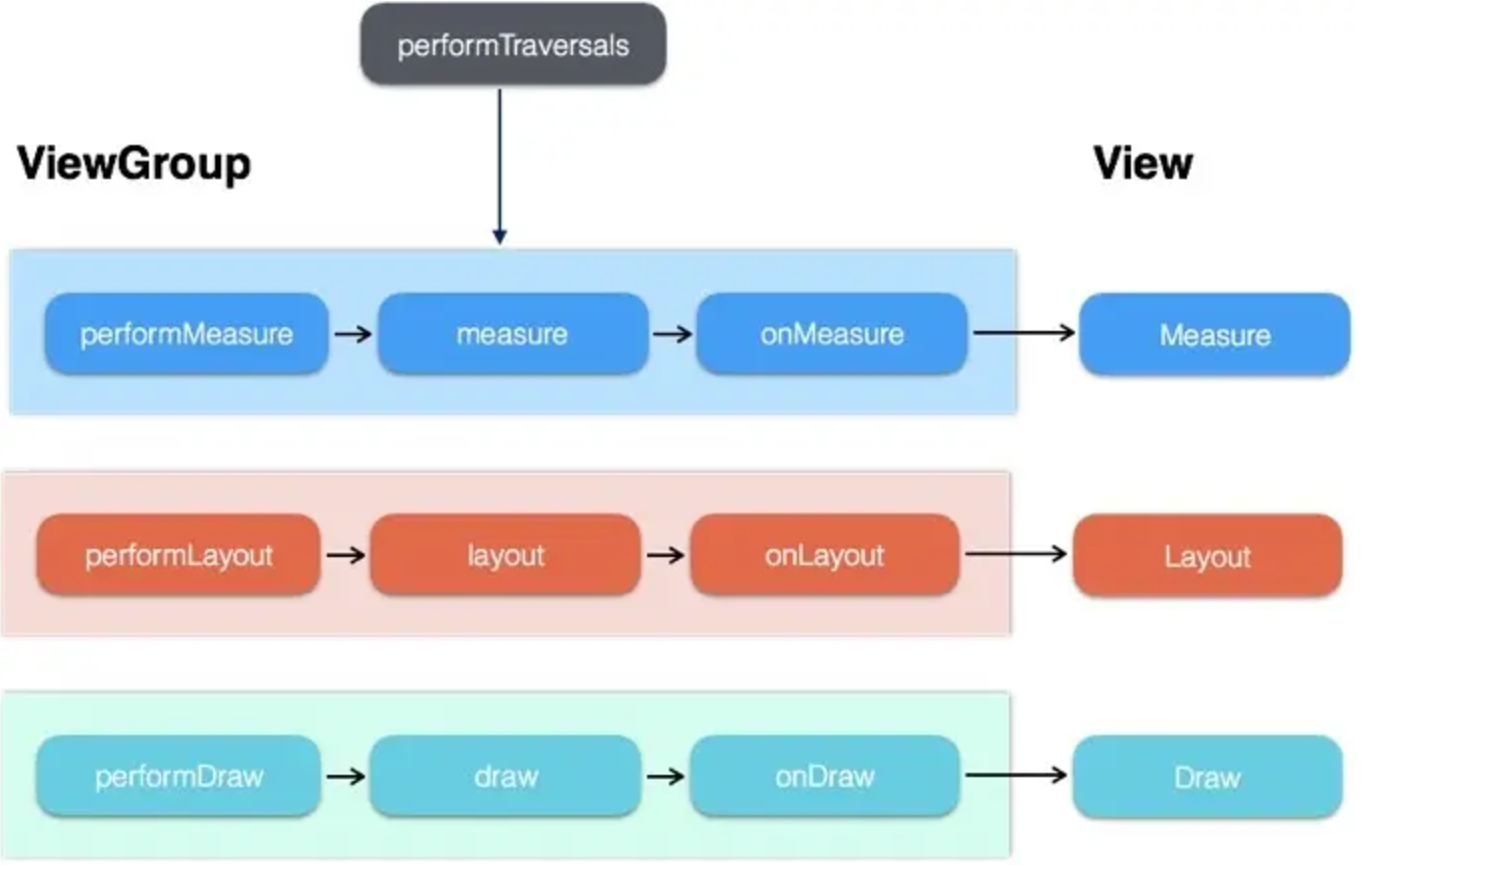 performTraversals
ViewGroup
View
performMeasure
measure
onMeasure
Measure
performLayout
layout
onLayout
Layout
performDraw
draw
onDraw
Draw